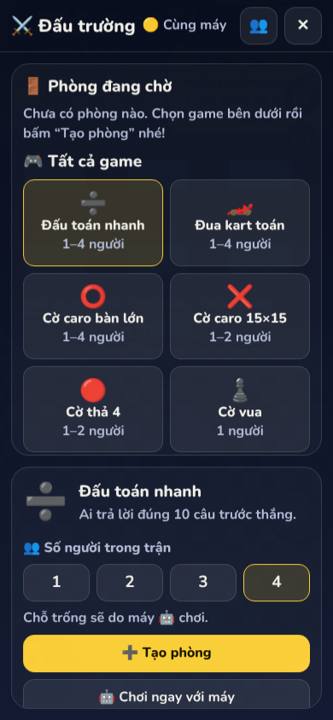 ⚔️ Đấu trường 🟡 Cùng máy 👥 ✕
🚪 Phòng đang chờ
Chưa có phòng nào. Chọn game bên dưới rồi
bấm “Tạo phòng” nhé!
🎮 Tất cả game
Đấu toán nhanh
1–4 người
Đua kart toán
1–4 người
Cờ caro bàn lớn
1–4 người
Cờ caro 15×15
1–2 người
Cờ thả 4
1–2 người
Cờ vua
1 người
Đấu toán nhanh
Ai trả lời đúng 10 câu trước thắng.
👥 Số người trong trận
1 2 3 4
Chỗ trống sẽ do máy 🤖 chơi.
➕ Tạo phòng
🤖 Chơi ngay với máy